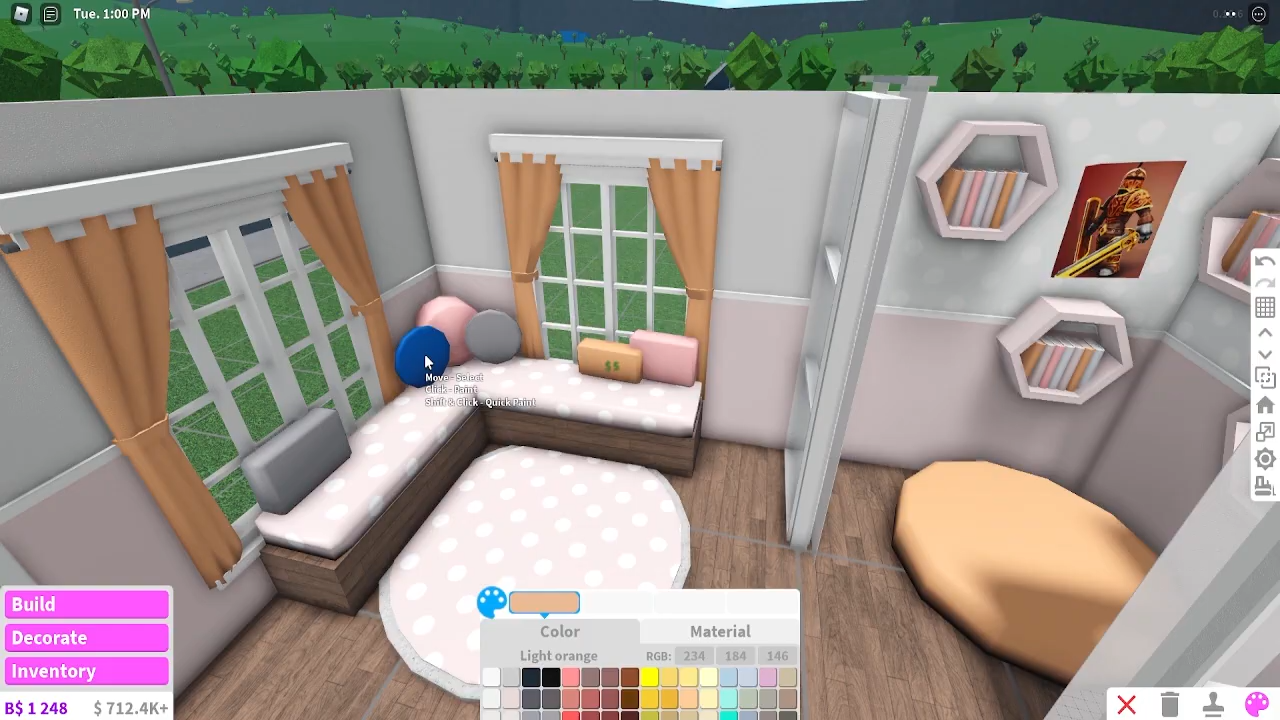 Tue. 1:00 PM
$$
Move - Select
Click - Paint
Shift & Click - Quick Paint
Build
Decorate
Inventory
B$ 1 248
$ 712.4K+
Color
Material
Light orange
RGB: 234 184 146